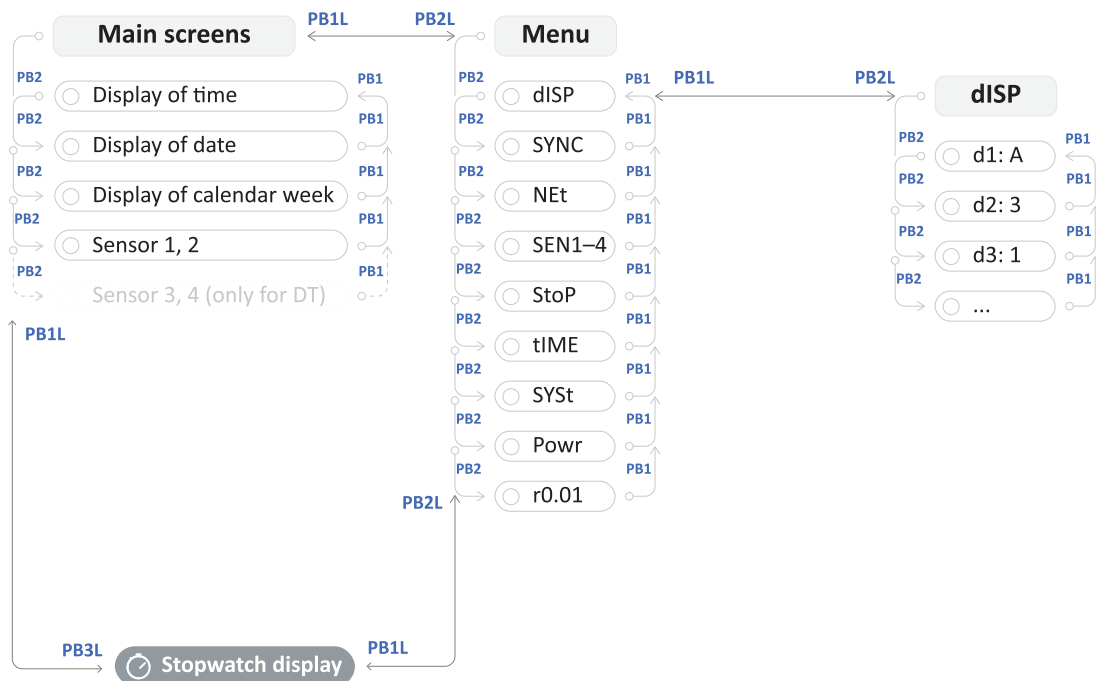 PB1L
PB2L
Main screens
Menu
PB2
PB1
PB2
PB1
PB1L
PB2L
Display of time
dISP
dISP
PB2
PB1
PB2
PB1
PB2
PB1
Display of date
SYNC
d1: A
PB2
PB1
PB2
PB1
PB2
PB1
Display of calendar week
NEt
d2: 3
PB2
PB1
PB2
PB1
PB2
PB1
Sensor 1, 2
SEN1–4
d3: 1
PB2
PB1
PB2
PB1
PB2
PB1
Sensor 3, 4 (only for DT)
StoP
...
PB1L
PB2
PB1
tIME
PB2
PB1
SYSt
PB2
PB1
Powr
PB2
PB1
r0.01
PB2L
PB3L
PB1L
Stopwatch display